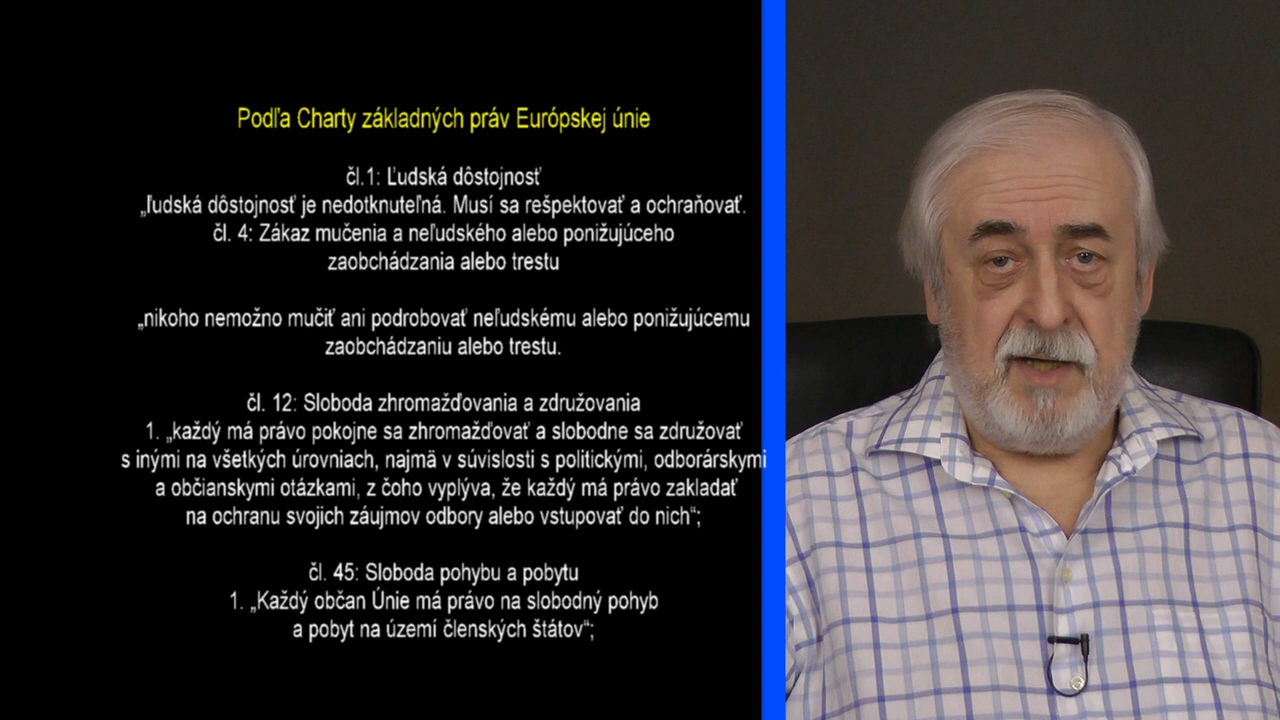 Podľa Charty základných práv Európskej únie
čl.1: Ľudská dôstojnosť
„ľudská dôstojnosť je nedotknuteľná. Musí sa rešpektovať a ochraňovať.
čl. 4: Zákaz mučenia a neľudského alebo ponižujúceho
zaobchádzania alebo trestu
„nikoho nemožno mučiť ani podrobovať neľudskému alebo ponižujúcemu
zaobchádzaniu alebo trestu.
čl. 12: Sloboda zhromažďovania a združovania
1. „každý má právo pokojne sa zhromažďovať a slobodne sa združovať
s inými na všetkých úrovniach, najmä v súvislosti s politickými, odborárskymi
a občianskymi otázkami, z čoho vyplýva, že každý má právo zakladať
na ochranu svojich záujmov odbory alebo vstupovať do nich“;
čl. 45: Sloboda pohybu a pobytu
1. „Každý občan Únie má právo na slobodný pohyb
a pobyt na území členských štátov“;